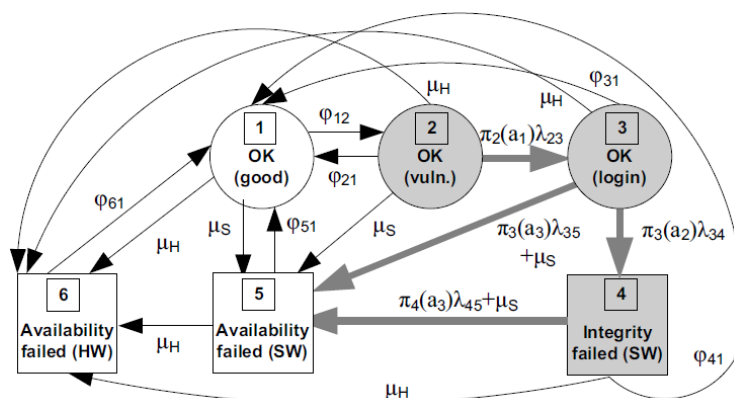 φ31
μH
μH
1
OK
(good)
φ12
φ21
2
OK
(vuln.)
π2(a1)λ23
3
OK
(login)
φ61
μH
μS
φ51
μS
π3(a3)λ35
+μS
π3(a2)λ34
6
Availability
failed (HW)
μH
5
Availability
failed (SW)
π4(a3)λ45+μS
4
Integrity
failed (SW)
φ41
μH